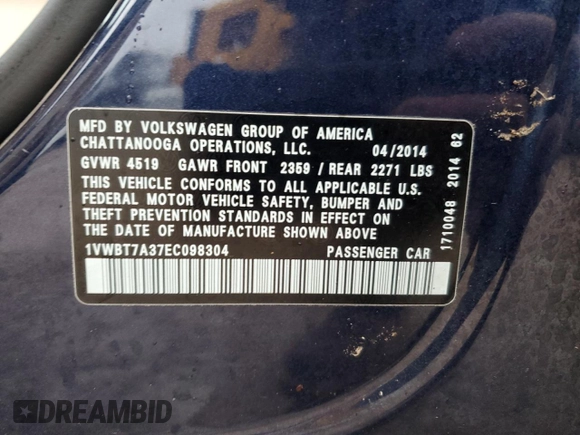 MFD BY VOLKSWAGEN GROUP OF AMERICA
CHATTANOOGA OPERATIONS, LLC. 04/2014
GVWR 4519 GAWR FRONT 2359 / REAR 2271 LBS
THIS VEHICLE CONFORMS TO ALL APPLICABLE U.S.
FEDERAL MOTOR VEHICLE SAFETY, BUMPER AND
THEFT PREVENTION STANDARDS IN EFFECT ON
THE DATE OF MANUFACTURE SHOWN ABOVE
1VWBT7A37EC098304 PASSENGER CAR
1710048 2014 62
DREAMBID